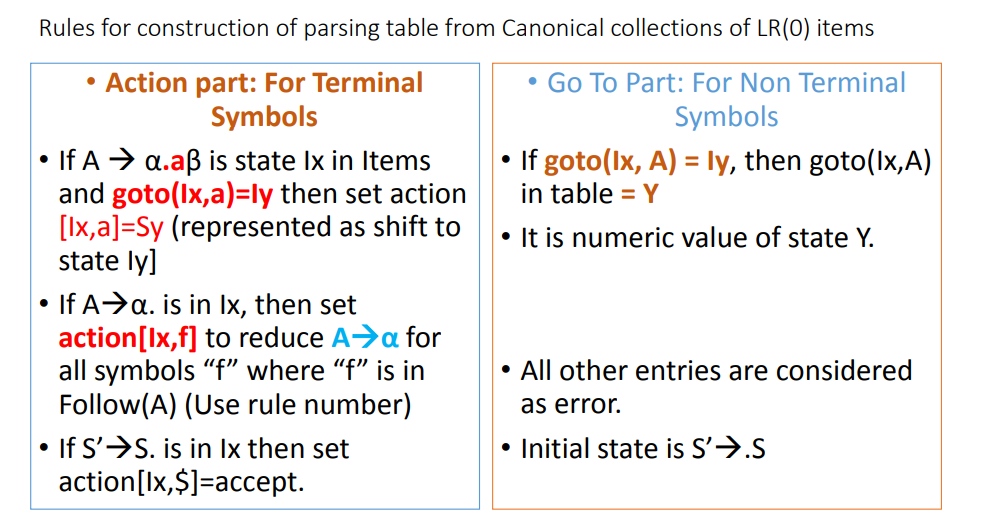 Rules for construction of parsing table from Canonical collections of LR(0) items
• Action part: For Terminal
Symbols
• If A → α.aβ is state Ix in Items
and goto(Ix,a)=Iy then set action
[Ix,a]=Sy (represented as shift to
state Iy]
• If A→α. is in Ix, then set
action[Ix,f] to reduce A→α for
all symbols “f” where “f” is in
Follow(A) (Use rule number)
• If S’→S. is in Ix then set
action[Ix,$]=accept.
• Go To Part: For Non Terminal
Symbols
• If goto(Ix, A) = Iy, then goto(Ix,A)
in table = Y
• It is numeric value of state Y.
• All other entries are considered
as error.
• Initial state is S’→.S